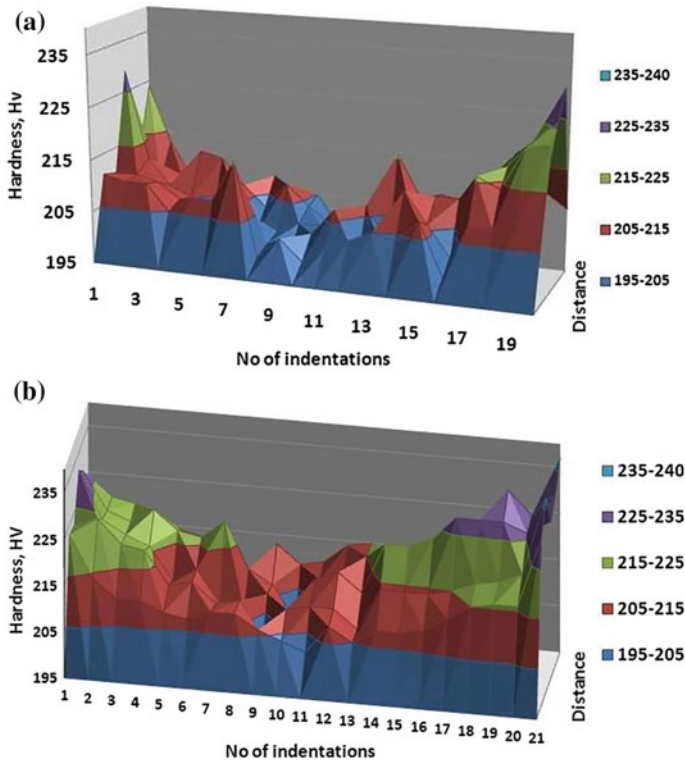 (a)
235
225
215
205
195
Hardness, Hv
1 3 5 7 9 11 13 15 17 19
No of indentations
Distance
235-240
225-235
215-225
205-215
195-205
(b)
235
225
215
205
195
Hardness, HV
1 2 3 4 5 6 7 8 9 10 11 12 13 14 15 16 17 18 19 20 21
No of indentations
Distance
235-240
225-235
215-225
205-215
195-205